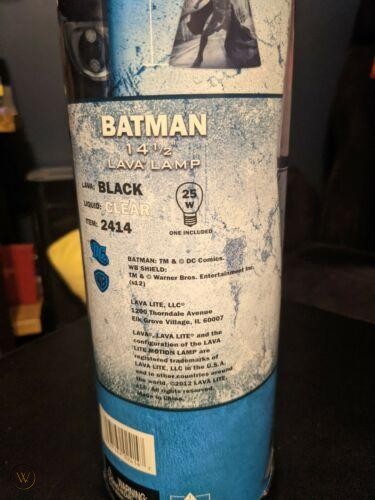 BATMAN
14 1/2
LAVA LAMP
LAVA: BLACK
LIQUID: CLEAR
ITEM: 2414
25
W
ONE INCLUDED
BATMAN: TM & © DC Comics.
WB SHIELD:
TM & © Warner Bros. Entertainment Inc.
(s12)
LAVA LITE, LLC®
1200 Thorndale Avenue
Elk Grove Village, IL 60007
LAVA®, LAVA LITE® and the
configuration of the LAVA
LITE MOTION LAMP are
registered trademarks of
LAVA LITE, LLC in the U.S.A.
and in other countries around
the world. ©2012 LAVA LITE,
LLC. All rights reserved.
Made in China.
WARNING:
W